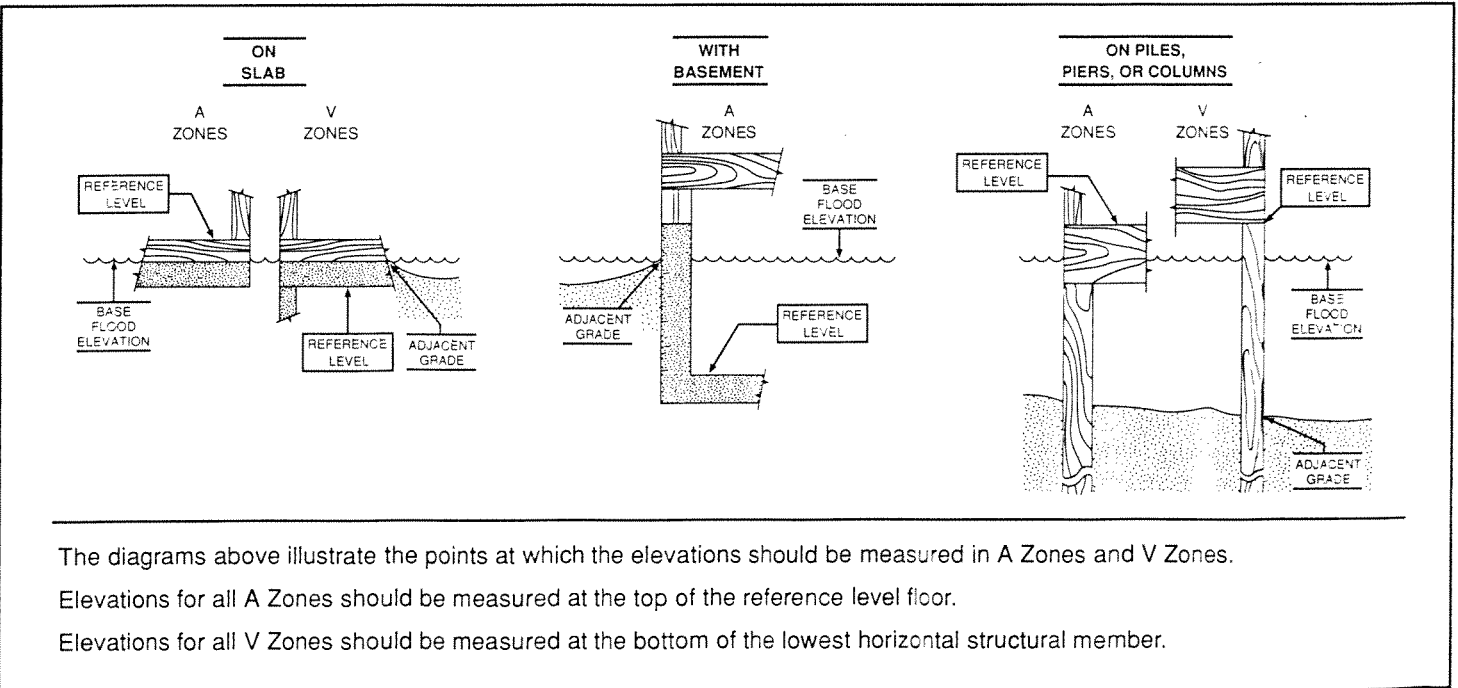 ON
SLAB
A
ZONES
V
ZONES
REFERENCE
LEVEL
BASE
FLOOD
ELEVATION
REFERENCE
LEVEL
ADJACENT
GRADE
WITH
BASEMENT
A
ZONES
BASE
FLOOD
ELEVATION
ADJACENT
GRADE
REFERENCE
LEVEL
ON PILES,
PIERS, OR COLUMNS
A
ZONES
V
ZONES
REFERENCE
LEVEL
REFERENCE
LEVEL
BASE
FLOOD
ELEVATION
ADJACENT
GRADE
The diagrams above illustrate the points at which the elevations should be measured in A Zones and V Zones.
Elevations for all A Zones should be measured at the top of the reference level floor.
Elevations for all V Zones should be measured at the bottom of the lowest horizontal structural member.